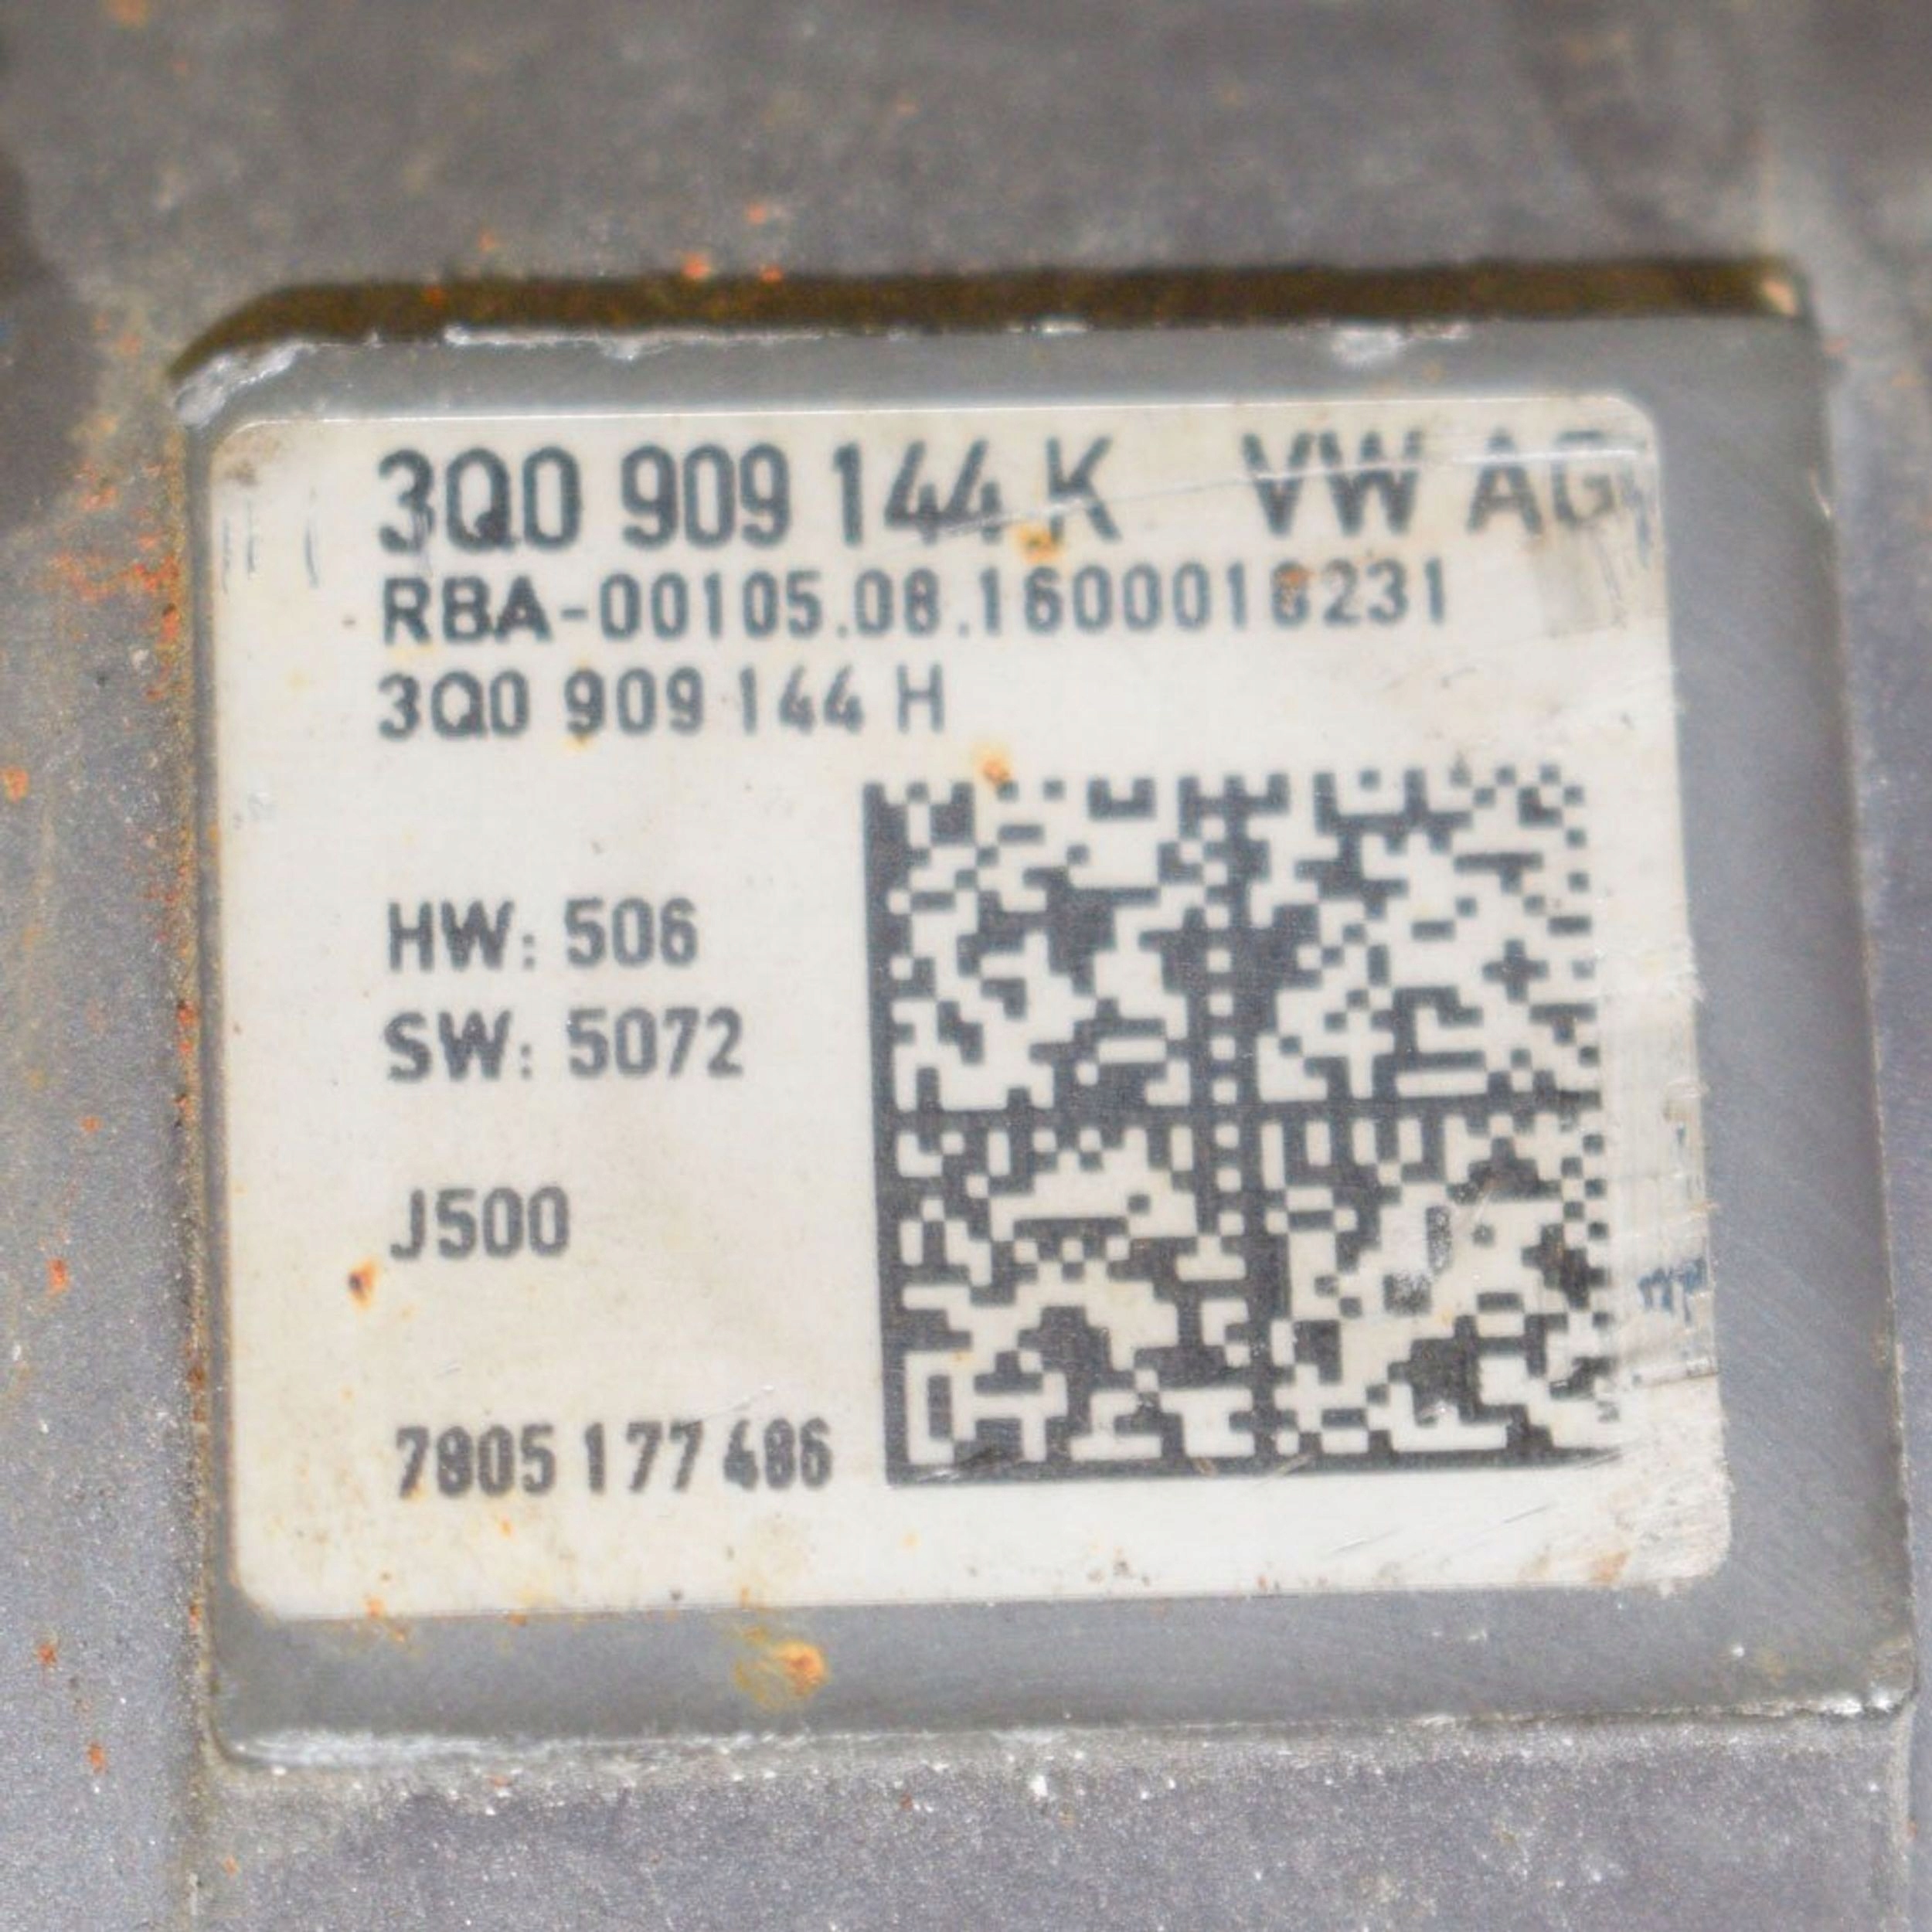 3Q0 909 144 K VW AG
RBA-00105.08.1600016231
3Q0 909 144 H
HW: 506
SW: 5072
J500
7805 177 486